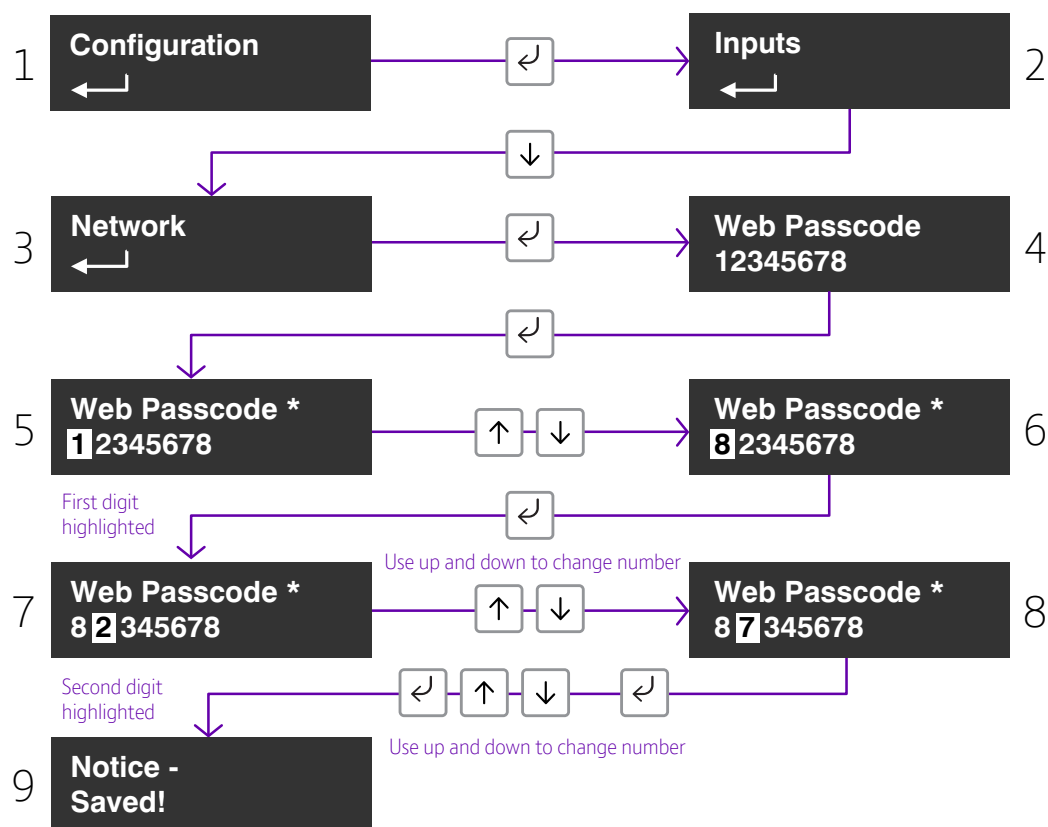 1
Configuration
Inputs
2
3
Network
Web Passcode
12345678
4
5
Web Passcode *
12345678
Web Passcode *
82345678
6
First digit
highlighted
Use up and down to change number
7
Web Passcode *
82345678
Web Passcode *
87345678
8
Second digit
highlighted
Use up and down to change number
9
Notice -
Saved!